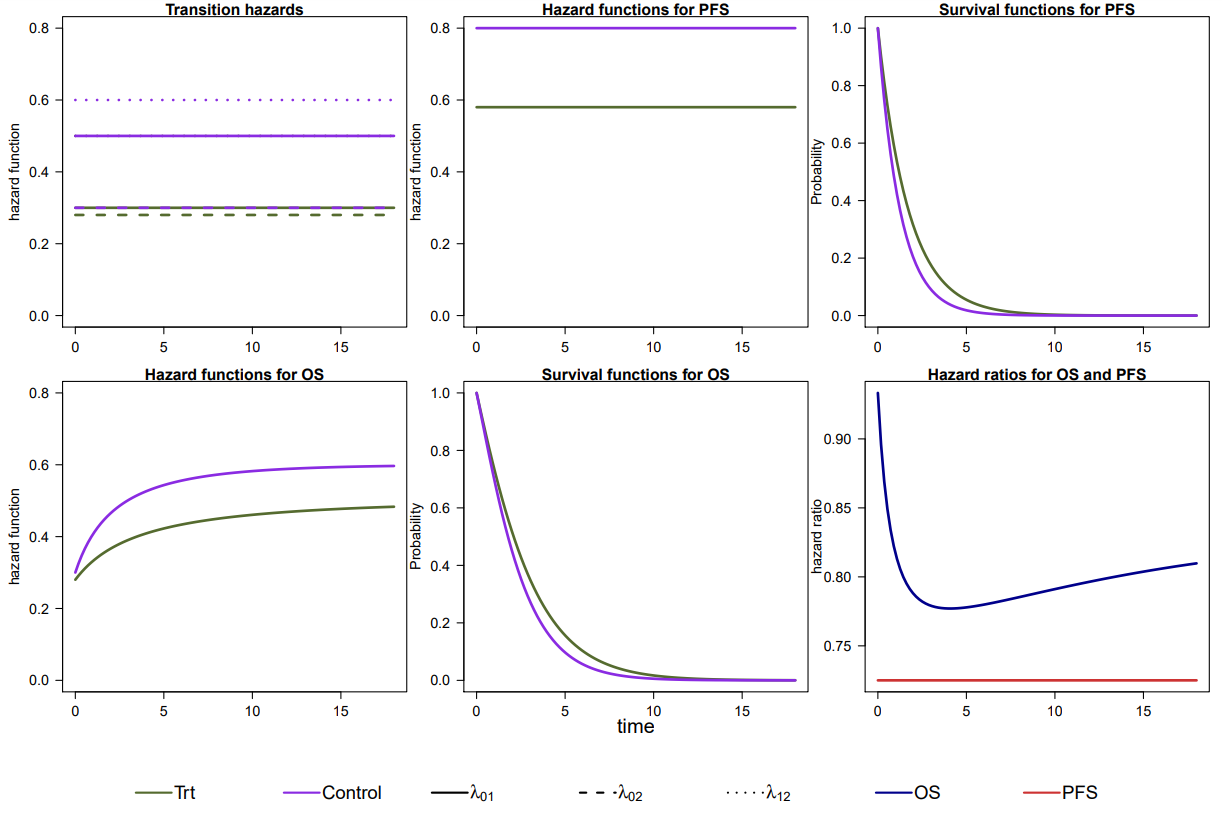 Transition hazards
hazard function
0.8
0.6
0.4
0.2
0.0
0 5 10 15
Hazard functions for PFS
hazard function
0.8
0.6
0.4
0.2
0.0
0 5 10 15
Survival functions for PFS
Probability
1.0
0.8
0.6
0.4
0.2
0.0
0 5 10 15
Hazard functions for OS
hazard function
0.8
0.6
0.4
0.2
0.0
0 5 10 15
Survival functions for OS
Probability
1.0
0.8
0.6
0.4
0.2
0.0
0 5 10 15
time
Hazard ratios for OS and PFS
hazard ratio
0.90
0.85
0.80
0.75
0 5 10 15
Trt Control λ01 λ02 λ12 OS PFS